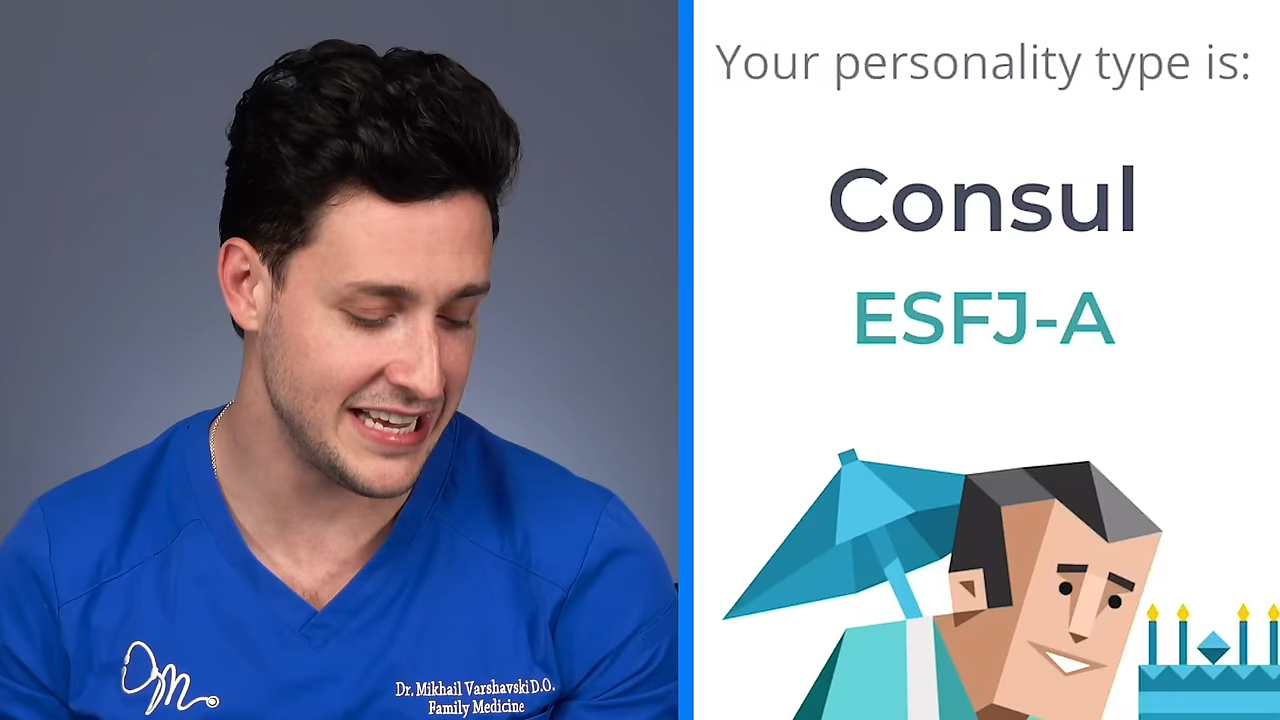 Your personality type is:
Consul
ESFJ-A
Dr. Mikhail Varshavski D.O.
Family Medicine